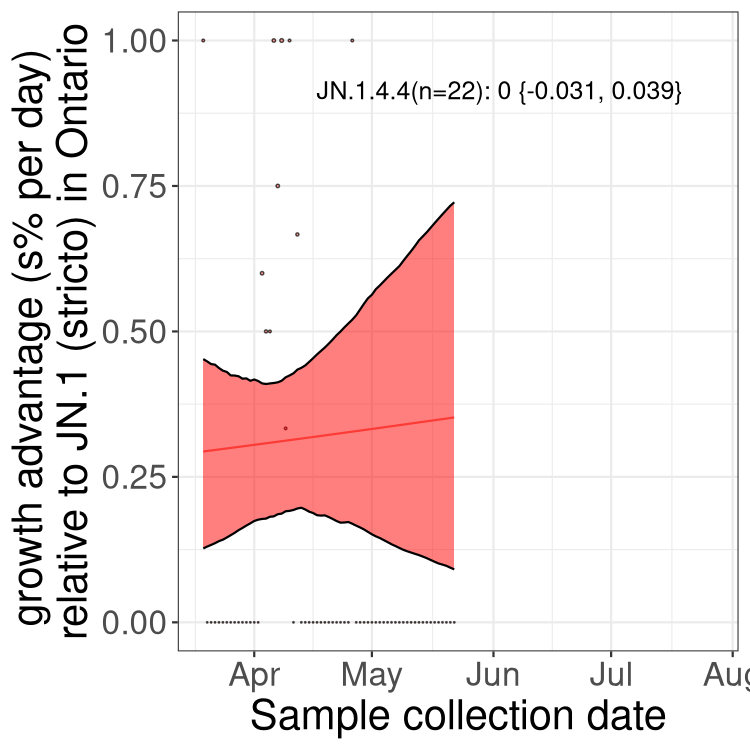 growth advantage (s% per day)
relative to JN.1 (stricto) in Ontario
1.00
0.75
0.50
0.25
0.00
JN.1.4.4(n=22): 0 {-0.031, 0.039}
Apr May Jun Jul Aug
Sample collection date